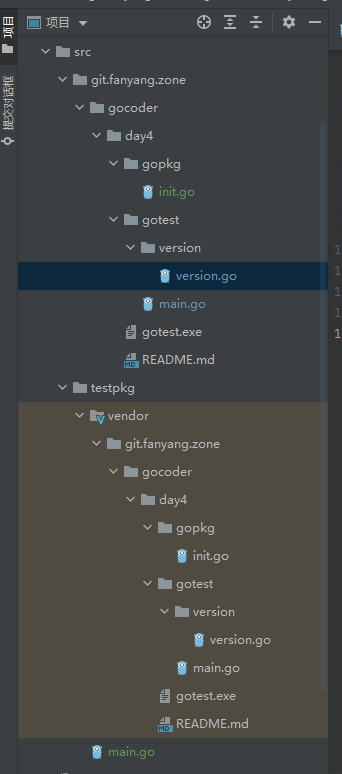 项目
项目
提交对话框
src
git.fanyang.zone
gocoder
day4
gopkg
init.go
gotest
version
version.go
main.go
gotest.exe
MD README.md
testpkg
vendor
git.fanyang.zone
gocoder
day4
gopkg
init.go
gotest
version
version.go
main.go
gotest.exe
MD README.md
main.go